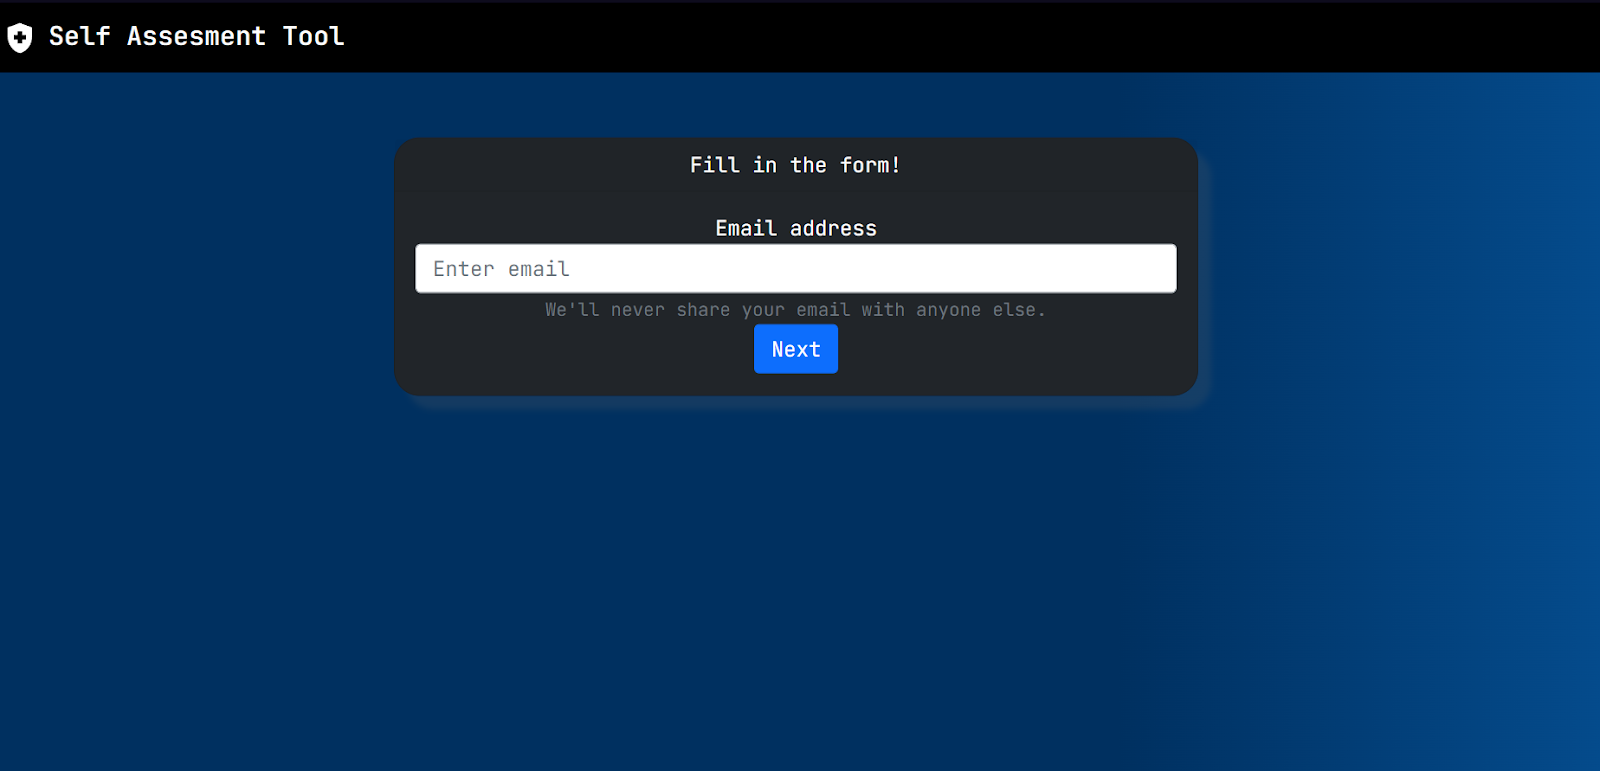 Self Assesment Tool
Fill in the form!
Email address
Enter email
We'll never share your email with anyone else.
Next